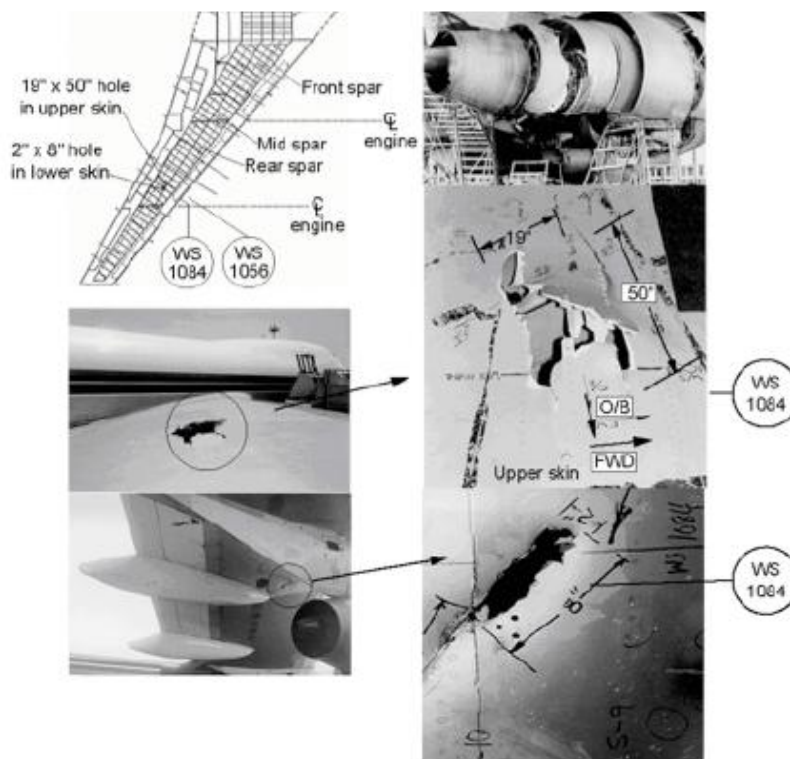 Front spar
19" x 50" hole
in upper skin
Mid spar
℄
engine
Rear spar
2" x 8" hole
in lower skin
℄
engine
WS
1084
WS
1056
19"
50"
WS
1084
O/B
FWD
Upper skin
2"
WS 1084
WS
1084
8"
S-9